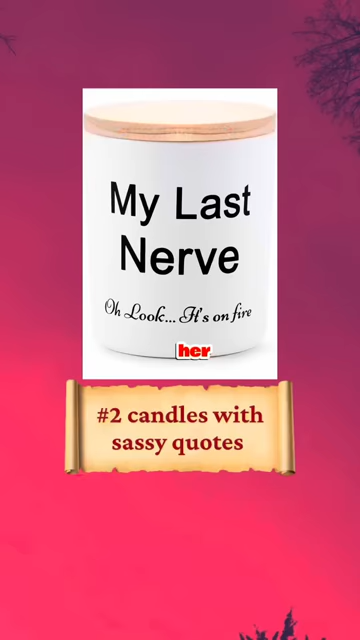 My Last
Nerve
Oh Look... It's on fire
her
#2 candles with
sassy quotes